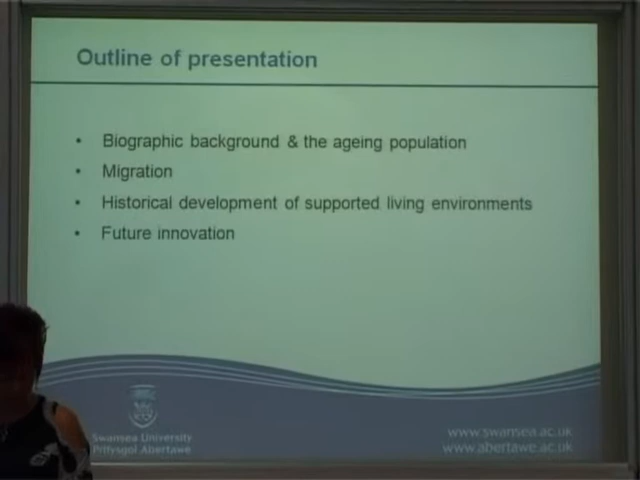 Outline of presentation
• Biographic background & the ageing population
• Migration
• Historical development of supported living environments
• Future innovation
Swansea University
Prifysgol Abertawe
www.swansea.ac.uk
www.abertawe.ac.uk